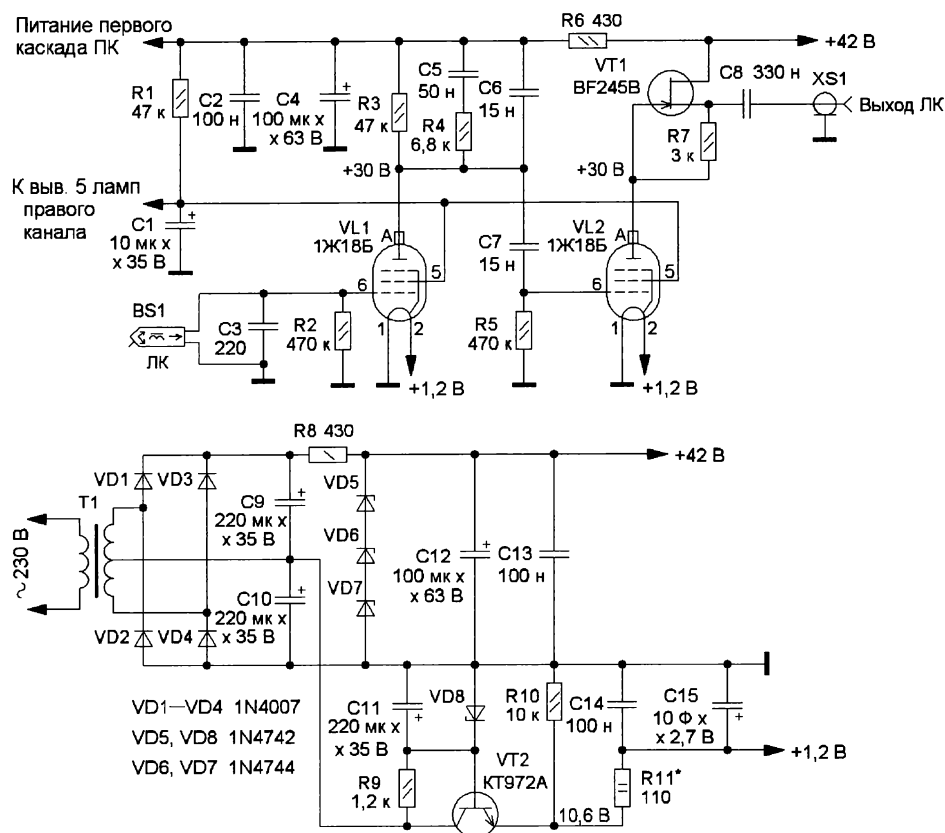 Питание первого
каскада ПК
R6 430
+42 В
R1
47 к
C2
100 н
C4
100 мк x
x 63 В
R3
47 к
C5
50 н
R4
6,8 к
C6
15 н
VT1
BF245B
C8 330 н
XS1
Выход ЛК
R7
3 к
+30 В
+30 В
К выв. 5 ламп
правого
канала
C1
10 мк x
x 35 В
VL1
1Ж18Б
А
C7
15 н
VL2
1Ж18Б
А
6
5
6
5
BS1
ЛК
C3
220
R2
470 к
1
2
R5
470 к
1
2
+1,2 В
+1,2 В
R8 430
+42 В
VD1
VD3
T1
~230 В
C9
220 мк x
x 35 В
VD5
VD6
VD7
C12
100 мк x
x 63 В
C13
100 н
C10
220 мк x
x 35 В
VD2
VD4
VD1—VD4 1N4007
VD5, VD8 1N4742
VD6, VD7 1N4744
C11
220 мк x
x 35 В
VD8
R10
10 к
C14
100 н
C15
10 Ф x
x 2,7 В
+1,2 В
R9
1,2 к
VT2
КТ972А
10,6 В
R11*
110